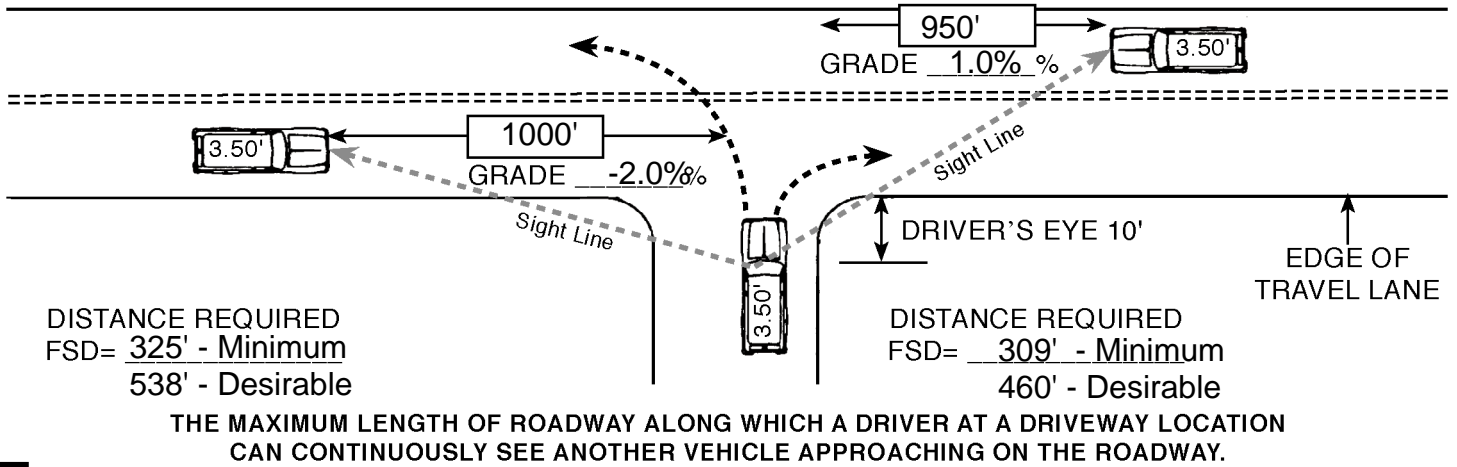 950'
GRADE 1.0% %
3.50'
1000'
3.50'
GRADE -2.0%%
Sight Line
Sight Line
DRIVER'S EYE 10'
3.50'
EDGE OF
TRAVEL LANE
DISTANCE REQUIRED
FSD= 325' - Minimum
538' - Desirable
DISTANCE REQUIRED
FSD= 309' - Minimum
460' - Desirable
THE MAXIMUM LENGTH OF ROADWAY ALONG WHICH A DRIVER AT A DRIVEWAY LOCATION
CAN CONTINUOUSLY SEE ANOTHER VEHICLE APPROACHING ON THE ROADWAY.